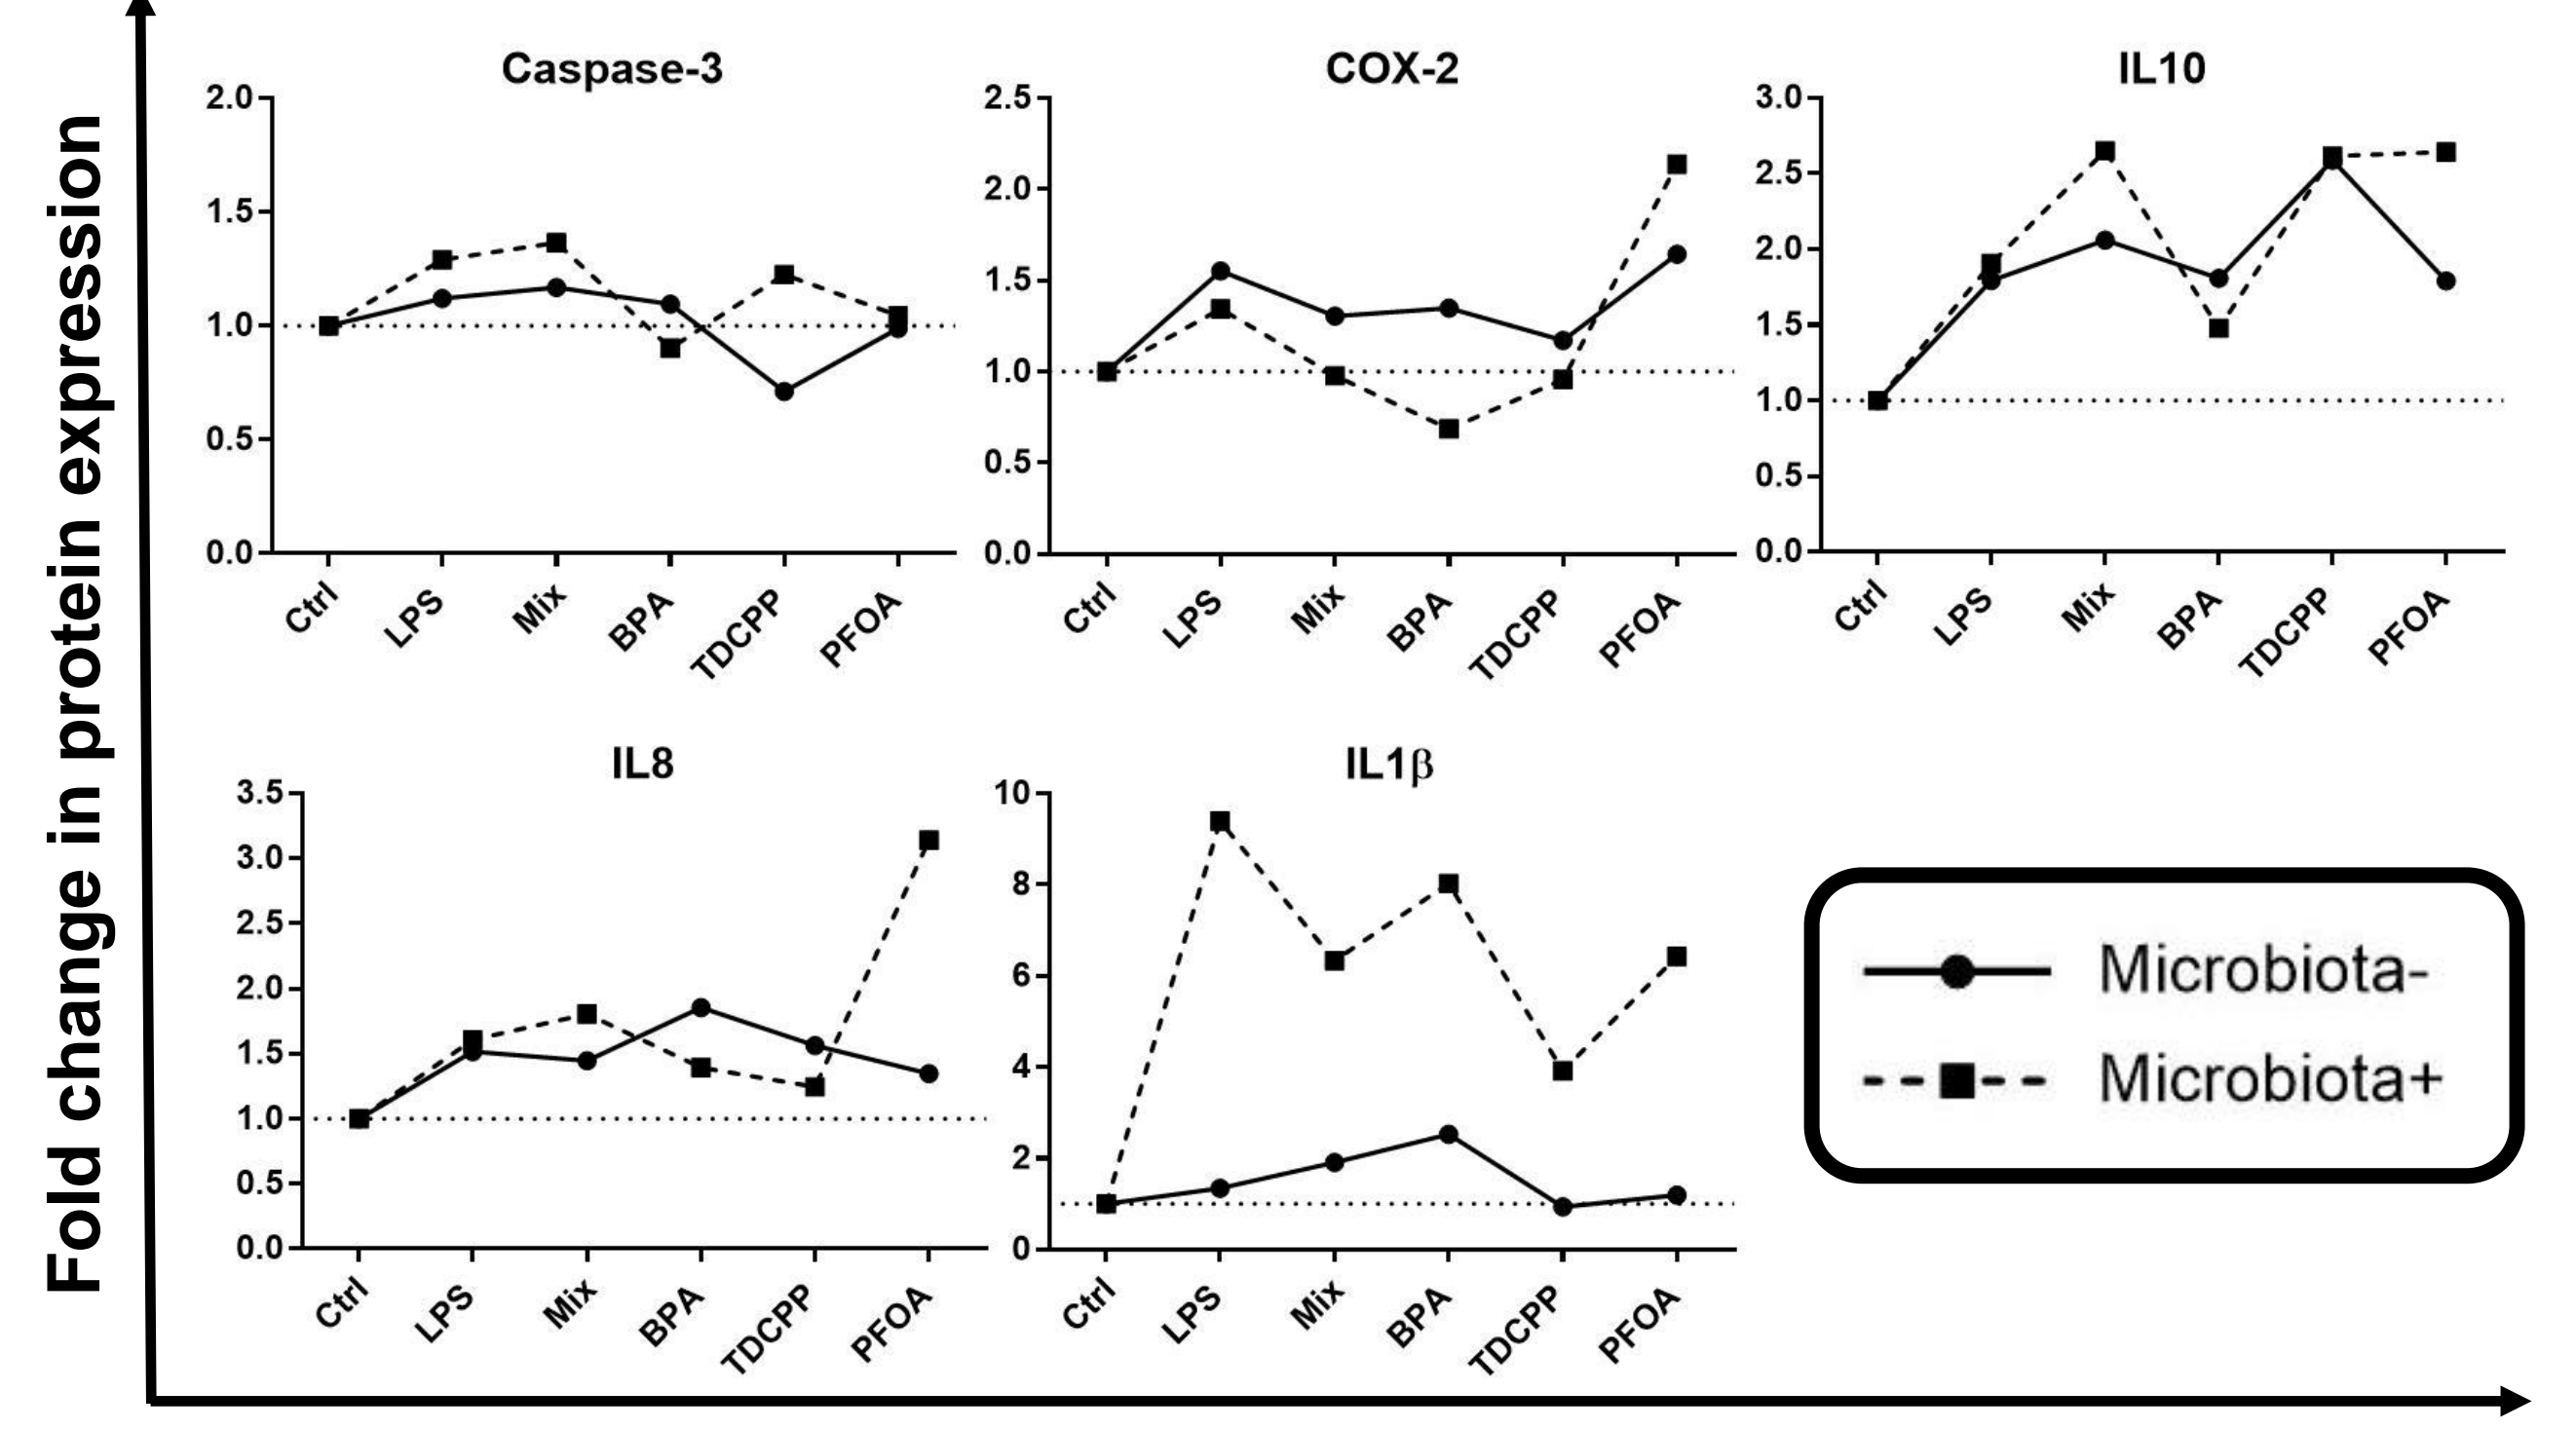 Fold change in protein expression
Caspase-3
2.0
1.5
1.0
0.5
0.0
Ctrl
LPS
Mix
BPA
TDCPP
PFOA
COX-2
2.5
2.0
1.5
1.0
0.5
0.0
Ctrl
LPS
Mix
BPA
TDCPP
PFOA
IL10
3.0
2.5
2.0
1.5
1.0
0.5
0.0
Ctrl
LPS
Mix
BPA
TDCPP
PFOA
IL8
3.5
3.0
2.5
2.0
1.5
1.0
0.5
0.0
Ctrl
LPS
Mix
BPA
TDCPP
PFOA
IL1β
10
8
6
4
2
0
Ctrl
LPS
Mix
BPA
TDCPP
PFOA
Microbiota-
Microbiota+